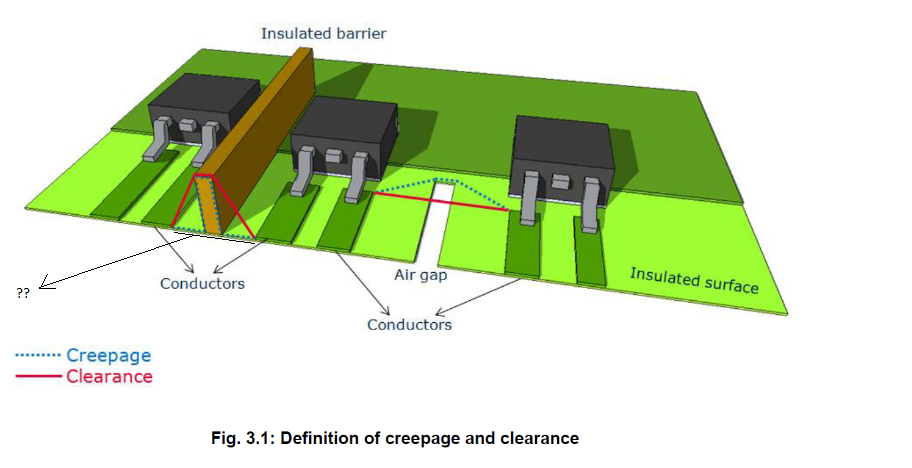 Insulated barrier
Air gap
Insulated surface
Conductors
??
Conductors
Creepage
Clearance
Fig. 3.1: Definition of creepage and clearance